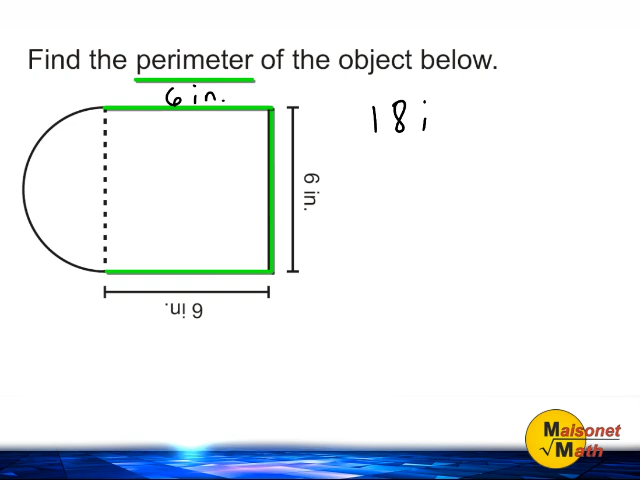 Find the perimeter of the object below.
6 in.
18 i
6 in.
6 in.
Maisonet
√Math